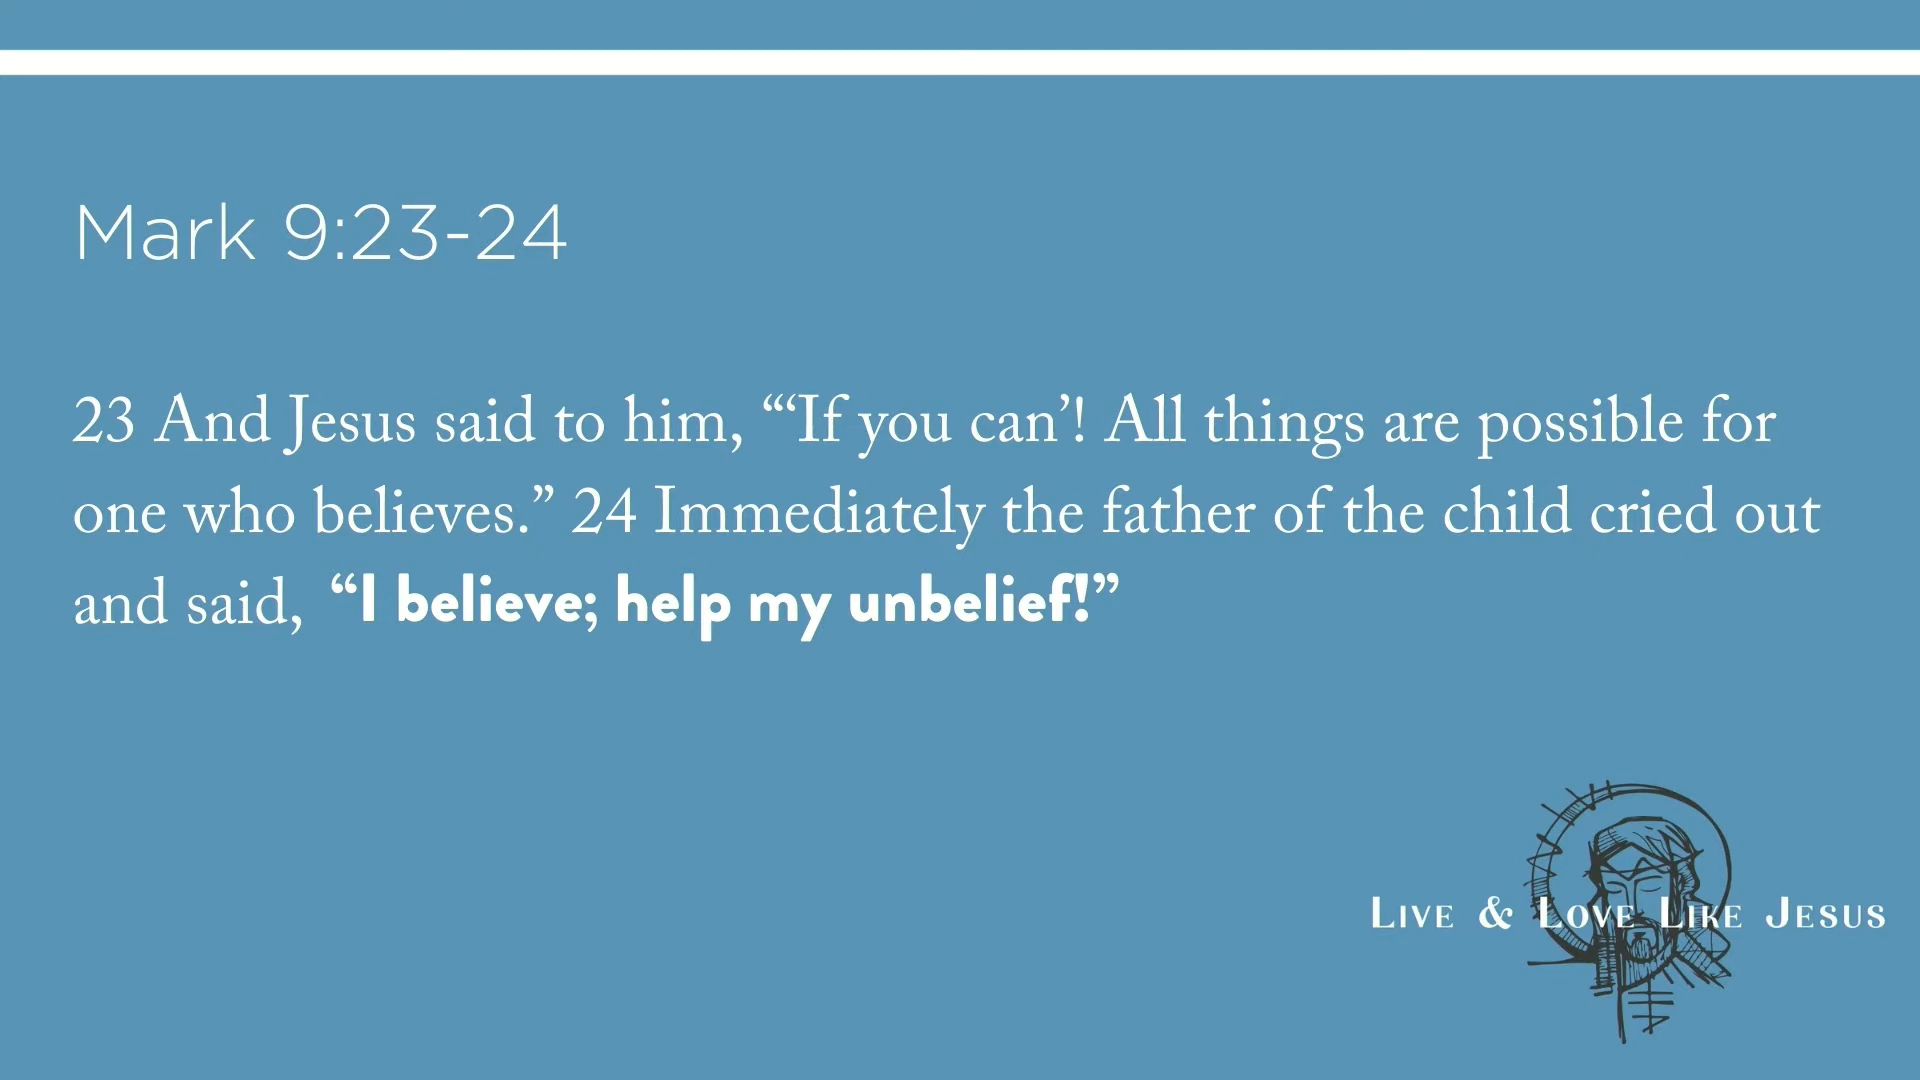 Mark 9:23-24
23 And Jesus said to him, “‘If you can’! All things are possible for
one who believes.” 24 Immediately the father of the child cried out
and said, “I believe; help my unbelief!”
Live & Love Like Jesus